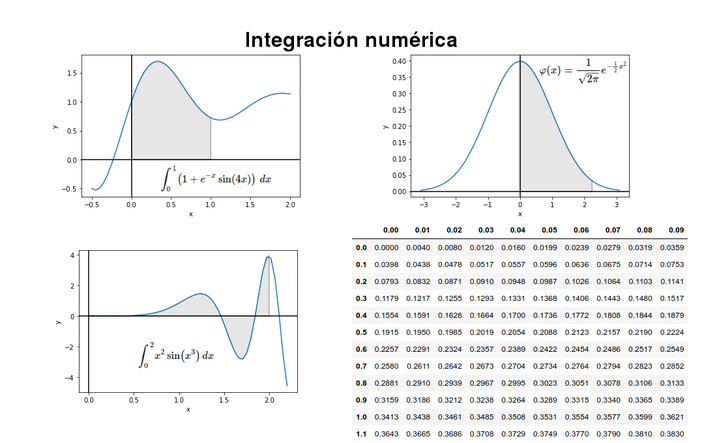 Integración numérica
y
1.5
1.0
0.5
0.0
−0.5
−0.5 0.0 0.5 1.0 1.5 2.0
x
∫₀¹ (1 + e⁻ˣ sin(4x)) dx
y
0.40
0.35
0.30
0.25
0.20
0.15
0.10
0.05
0.00
−3 −2 −1 0 1 2 3
x
φ(x) = 1/√(2π) e^(−½x²)
y
4
2
0
−2
−4
0.0 0.5 1.0 1.5 2.0
x
∫₀² x² sin(x³) dx
0.00 0.01 0.02 0.03 0.04 0.05 0.06 0.07 0.08 0.09
0.0 0.0000 0.0040 0.0080 0.0120 0.0160 0.0199 0.0239 0.0279 0.0319 0.0359
0.1 0.0398 0.0438 0.0478 0.0517 0.0557 0.0596 0.0636 0.0675 0.0714 0.0753
0.2 0.0793 0.0832 0.0871 0.0910 0.0948 0.0987 0.1026 0.1064 0.1103 0.1141
0.3 0.1179 0.1217 0.1255 0.1293 0.1331 0.1368 0.1406 0.1443 0.1480 0.1517
0.4 0.1554 0.1591 0.1628 0.1664 0.1700 0.1736 0.1772 0.1808 0.1844 0.1879
0.5 0.1915 0.1950 0.1985 0.2019 0.2054 0.2088 0.2123 0.2157 0.2190 0.2224
0.6 0.2257 0.2291 0.2324 0.2357 0.2389 0.2422 0.2454 0.2486 0.2517 0.2549
0.7 0.2580 0.2611 0.2642 0.2673 0.2704 0.2734 0.2764 0.2794 0.2823 0.2852
0.8 0.2881 0.2910 0.2939 0.2967 0.2995 0.3023 0.3051 0.3078 0.3106 0.3133
0.9 0.3159 0.3186 0.3212 0.3238 0.3264 0.3289 0.3315 0.3340 0.3365 0.3389
1.0 0.3413 0.3438 0.3461 0.3485 0.3508 0.3531 0.3554 0.3577 0.3599 0.3621
1.1 0.3643 0.3665 0.3686 0.3708 0.3729 0.3749 0.3770 0.3790 0.3810 0.3830